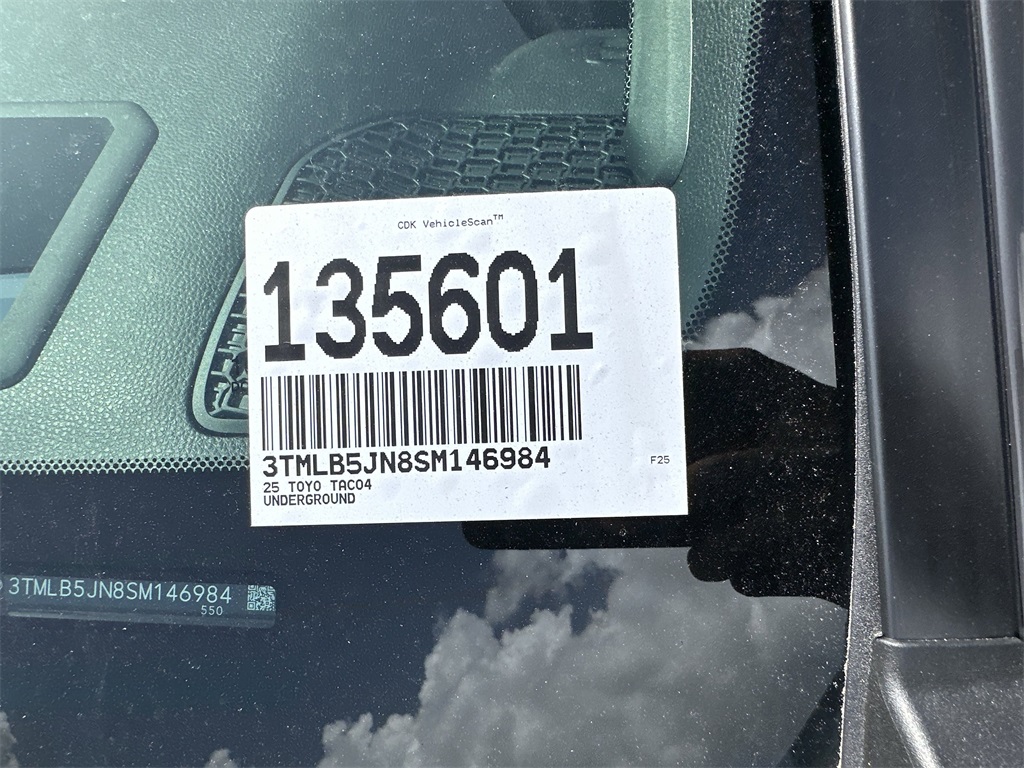 CDK VehicleScan™
135601
3TMLB5JN8SM146984
25 TOYO TACO4
UNDERGROUND
F25
3TMLB5JN8SM146984
550